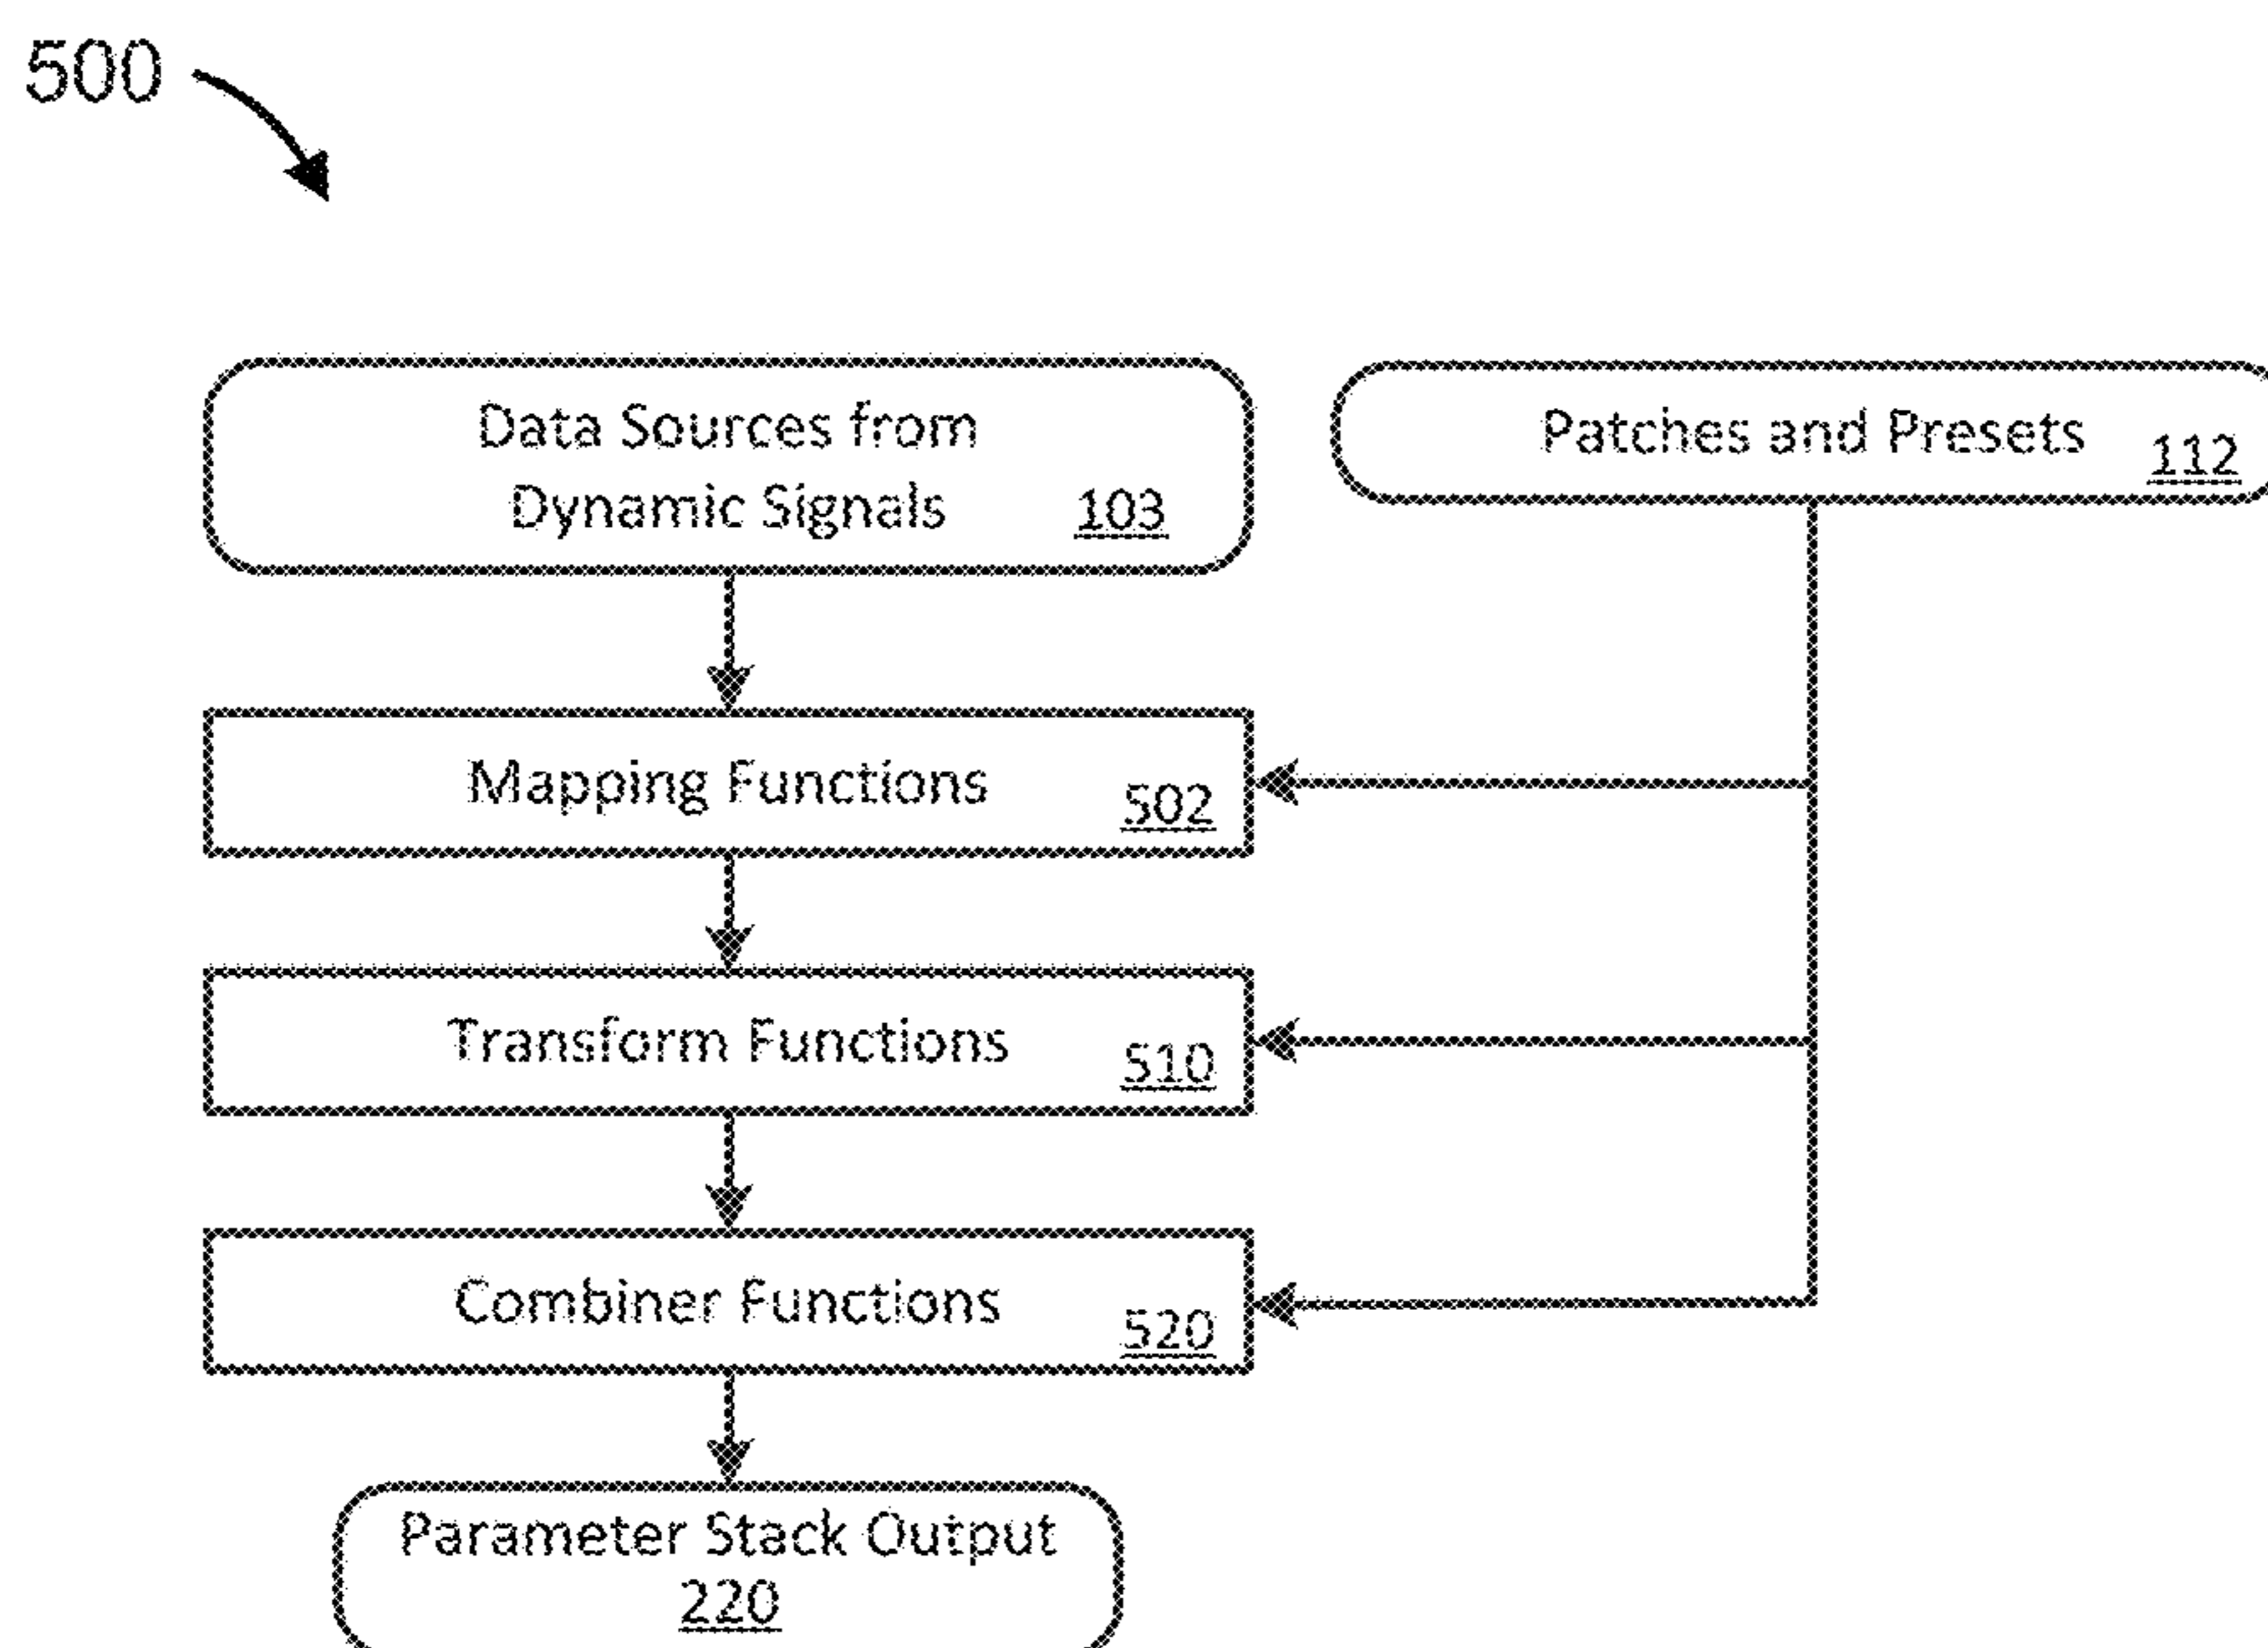 500
Data Sources from
Dynamic Signals 103
Patches and Presets 112
Mapping Functions 502
Transform Functions 510
Combiner Functions 520
Parameter Stack Output
220